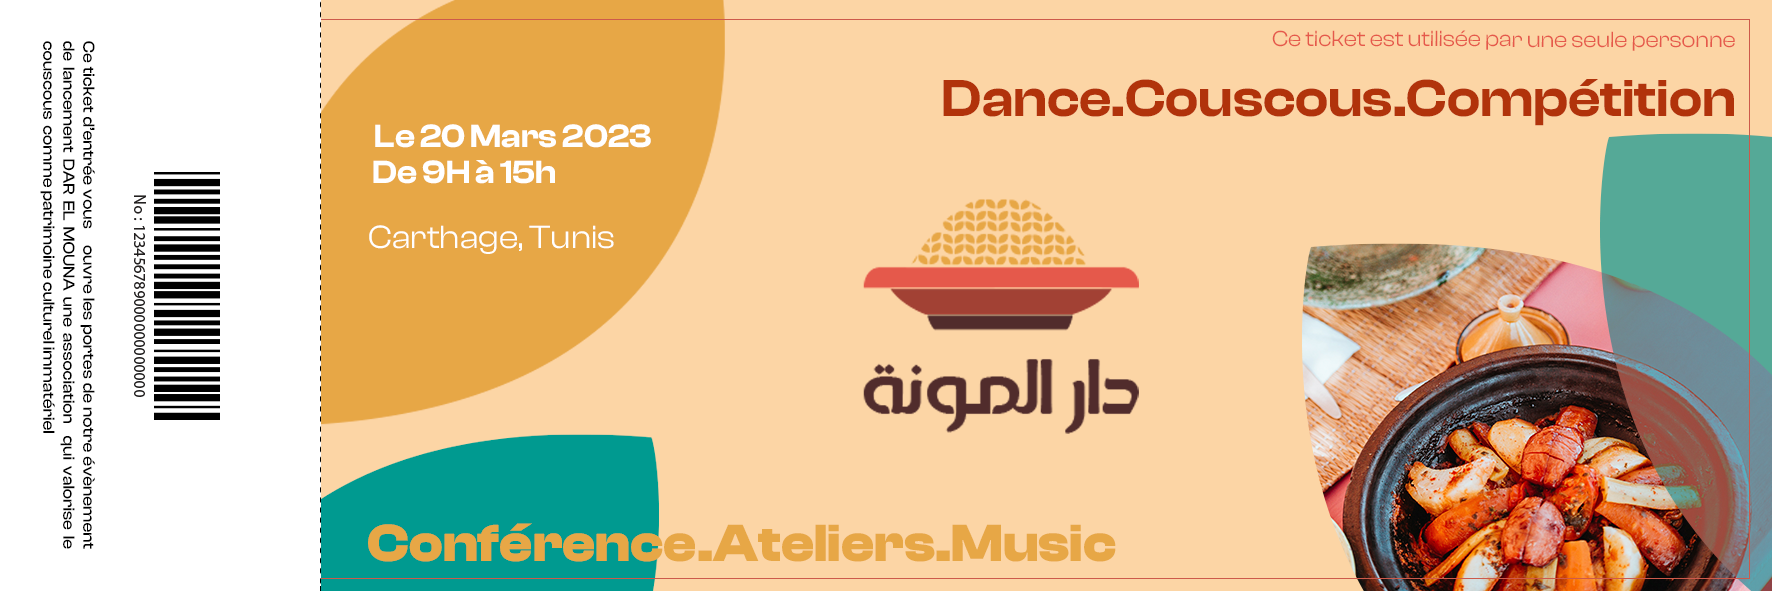 Ce ticket d'entrée vous ouvre les portes de notre évènement
de lancement DAR EL MOUNA une association qui valorise le
couscous comme patrimoine culturel immatériel
No : 1234567890000000000000
Ce ticket est utilisée par une seule personne
Dance.Couscous.Compétition
Le 20 Mars 2023
De 9H à 15h
Carthage, Tunis
دار المونة
Conférence.Ateliers.Music